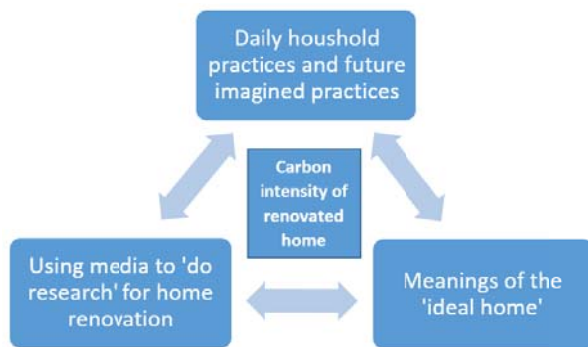 Daily houshold
practices and future
imagined practices
Carbon
intensity of
renovated
home
Using media to 'do
research' for home
renovation
Meanings of the
'ideal home'